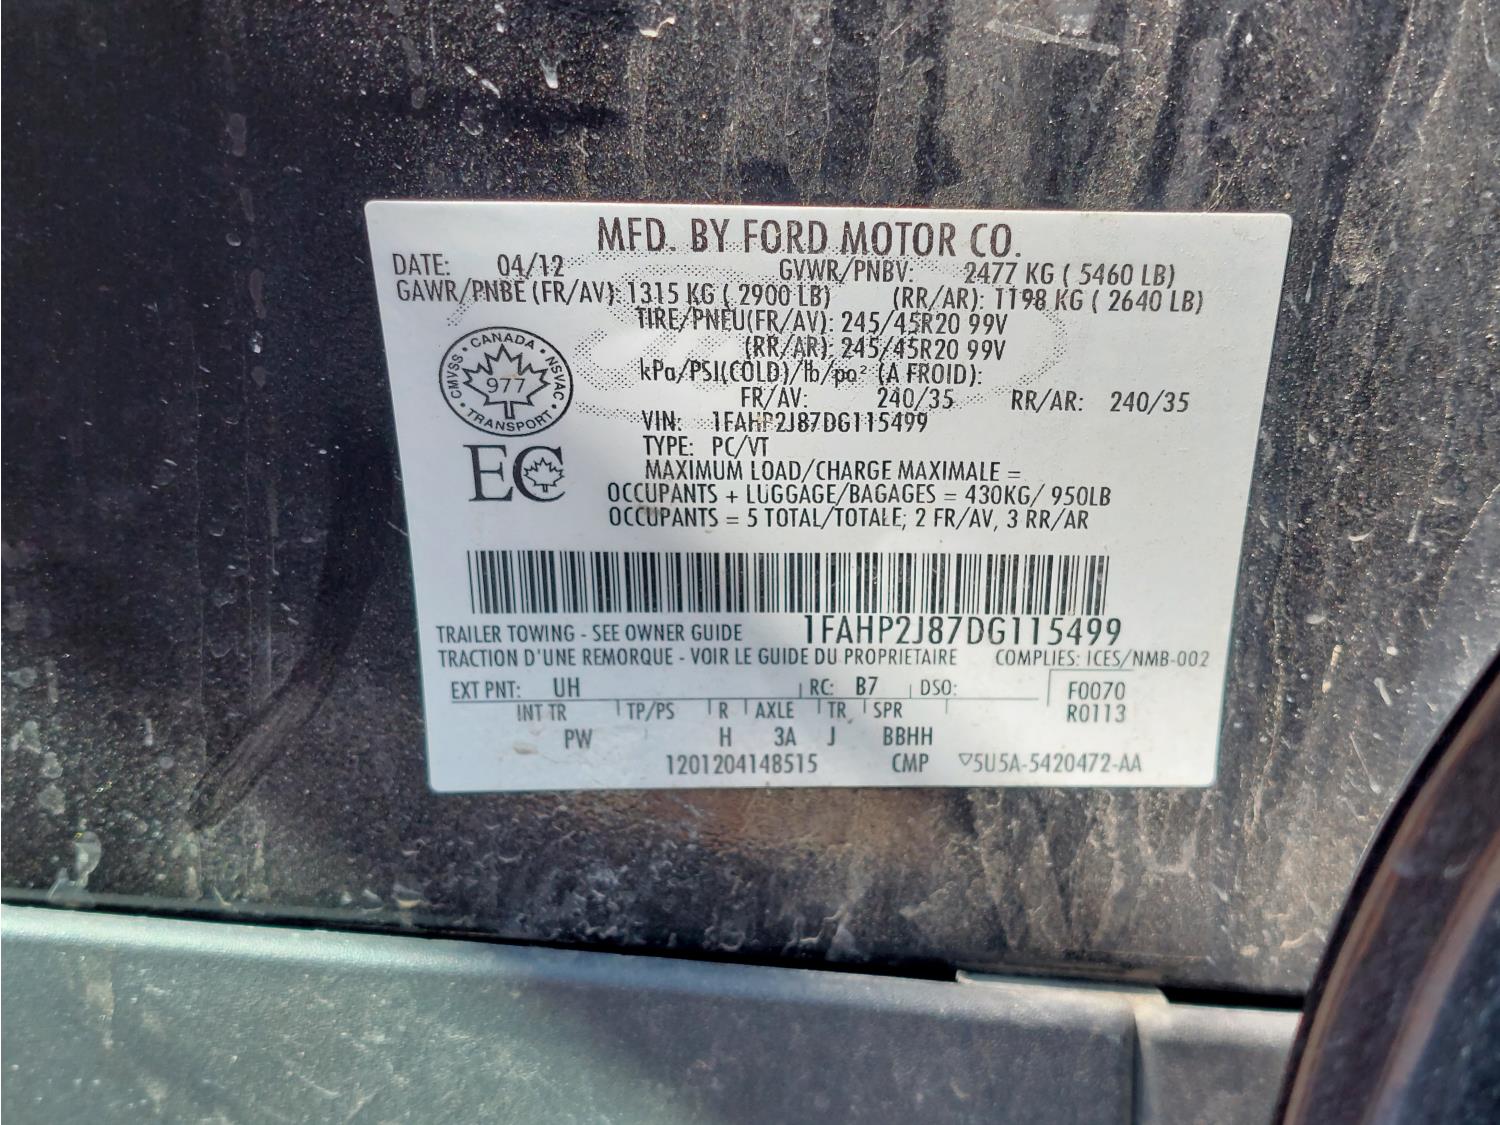 MFD. BY FORD MOTOR CO.
DATE: 04/12 GVWR/PNBV: 2477 KG ( 5460 LB)
GAWR/PNBE (FR/AV): 1315 KG ( 2900 LB) (RR/AR): 1198 KG ( 2640 LB)
TIRE/PNEU(FR/AV): 245/45R20 99V
(RR/AR): 245/45R20 99V
kPa/PSI(COLD)/lb/po² (A FROID):
FR/AV: 240/35 RR/AR: 240/35
VIN: 1FAHP2J87DG115499
TYPE: PC/VT
MAXIMUM LOAD/CHARGE MAXIMALE =
OCCUPANTS + LUGGAGE/BAGAGES = 430KG/ 950LB
OCCUPANTS = 5 TOTAL/TOTALE; 2 FR/AV, 3 RR/AR
CMVSS • CANADA • NSVAC • TRANSPORT •
977
EC
1FAHP2J87DG115499
TRAILER TOWING - SEE OWNER GUIDE
TRACTION D'UNE REMORQUE - VOIR LE GUIDE DU PROPRIETAIRE COMPLIES: ICES/NMB-002
EXT PNT: UH RC: B7 DSO: F0070
INT TR TP/PS R AXLE TR SPR R0113
PW H 3A J BBHH
1201204148515 CMP ▽5U5A-5420472-AA